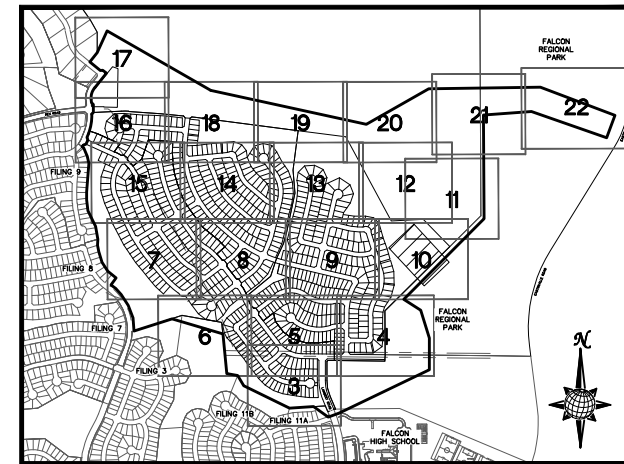 17
FALCON
REGIONAL
PARK
22
21
16
18
19
20
FILING 9
15
14
13
12
11
FILING 8
7
8
9
10
FILING 7
6
5
4
FALCON
REGIONAL
PARK
N
FILING 3
3
FILING 11B
FILING 11A
FALCON
HIGH SCHOOL